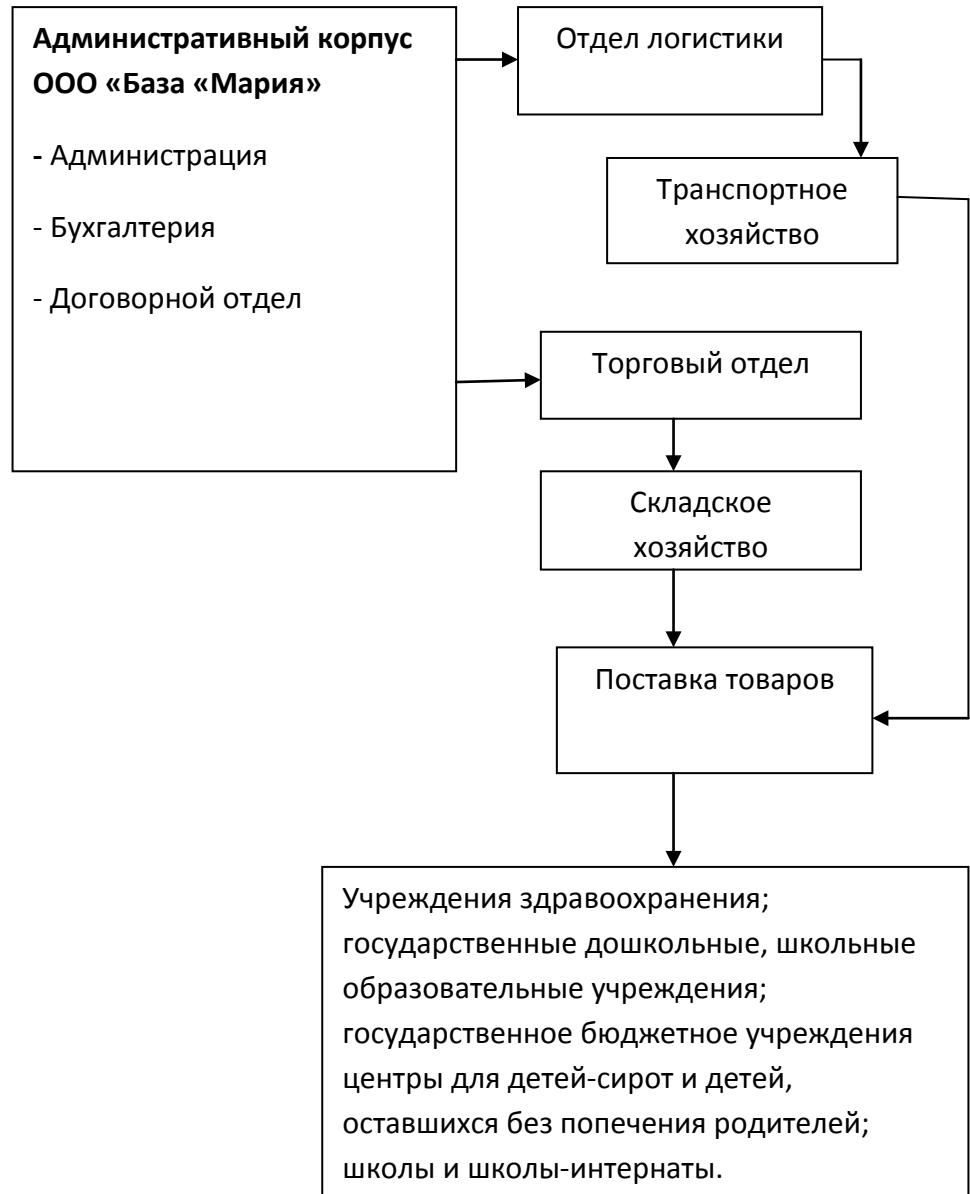 Административный корпус
ООО «База «Мария»
- Администрация
- Бухгалтерия
- Договорной отдел
Отдел логистики
Транспортное
хозяйство
Торговый отдел
Складское
хозяйство
Поставка товаров
Учреждения здравоохранения;
государственные дошкольные, школьные
образовательные учреждения;
государственное бюджетное учреждения
центры для детей-сирот и детей,
оставшихся без попечения родителей;
школы и школы-интернаты.